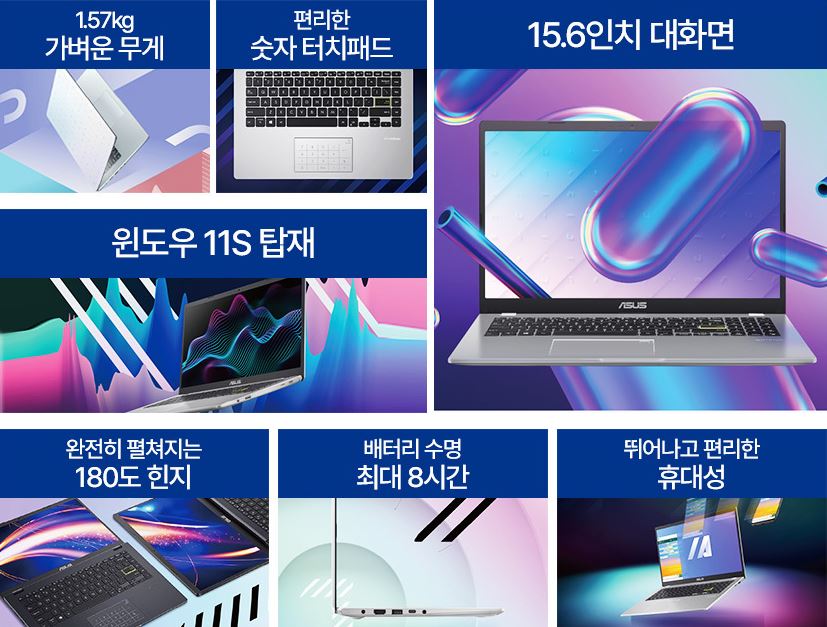 1.57kg
가벼운 무게
편리한
숫자 터치패드
15.6인치 대화면
ASUS
윈도우 11S 탑재
ASUS
완전히 펼쳐지는
180도 힌지
배터리 수명
최대 8시간
뛰어나고 편리한
휴대성
ASUS
ASUS